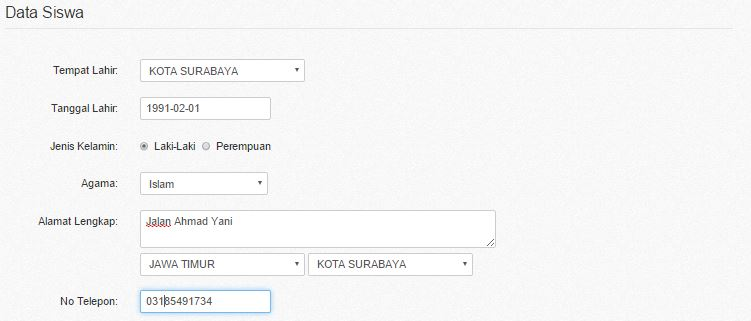 Data Siswa
Tempat Lahir: KOTA SURABAYA
Tanggal Lahir: 1991-02-01
Jenis Kelamin: Laki-Laki Perempuan
Agama: Islam
Alamat Lengkap: Jalan Ahmad Yani
JAWA TIMUR KOTA SURABAYA
No Telepon: 03185491734